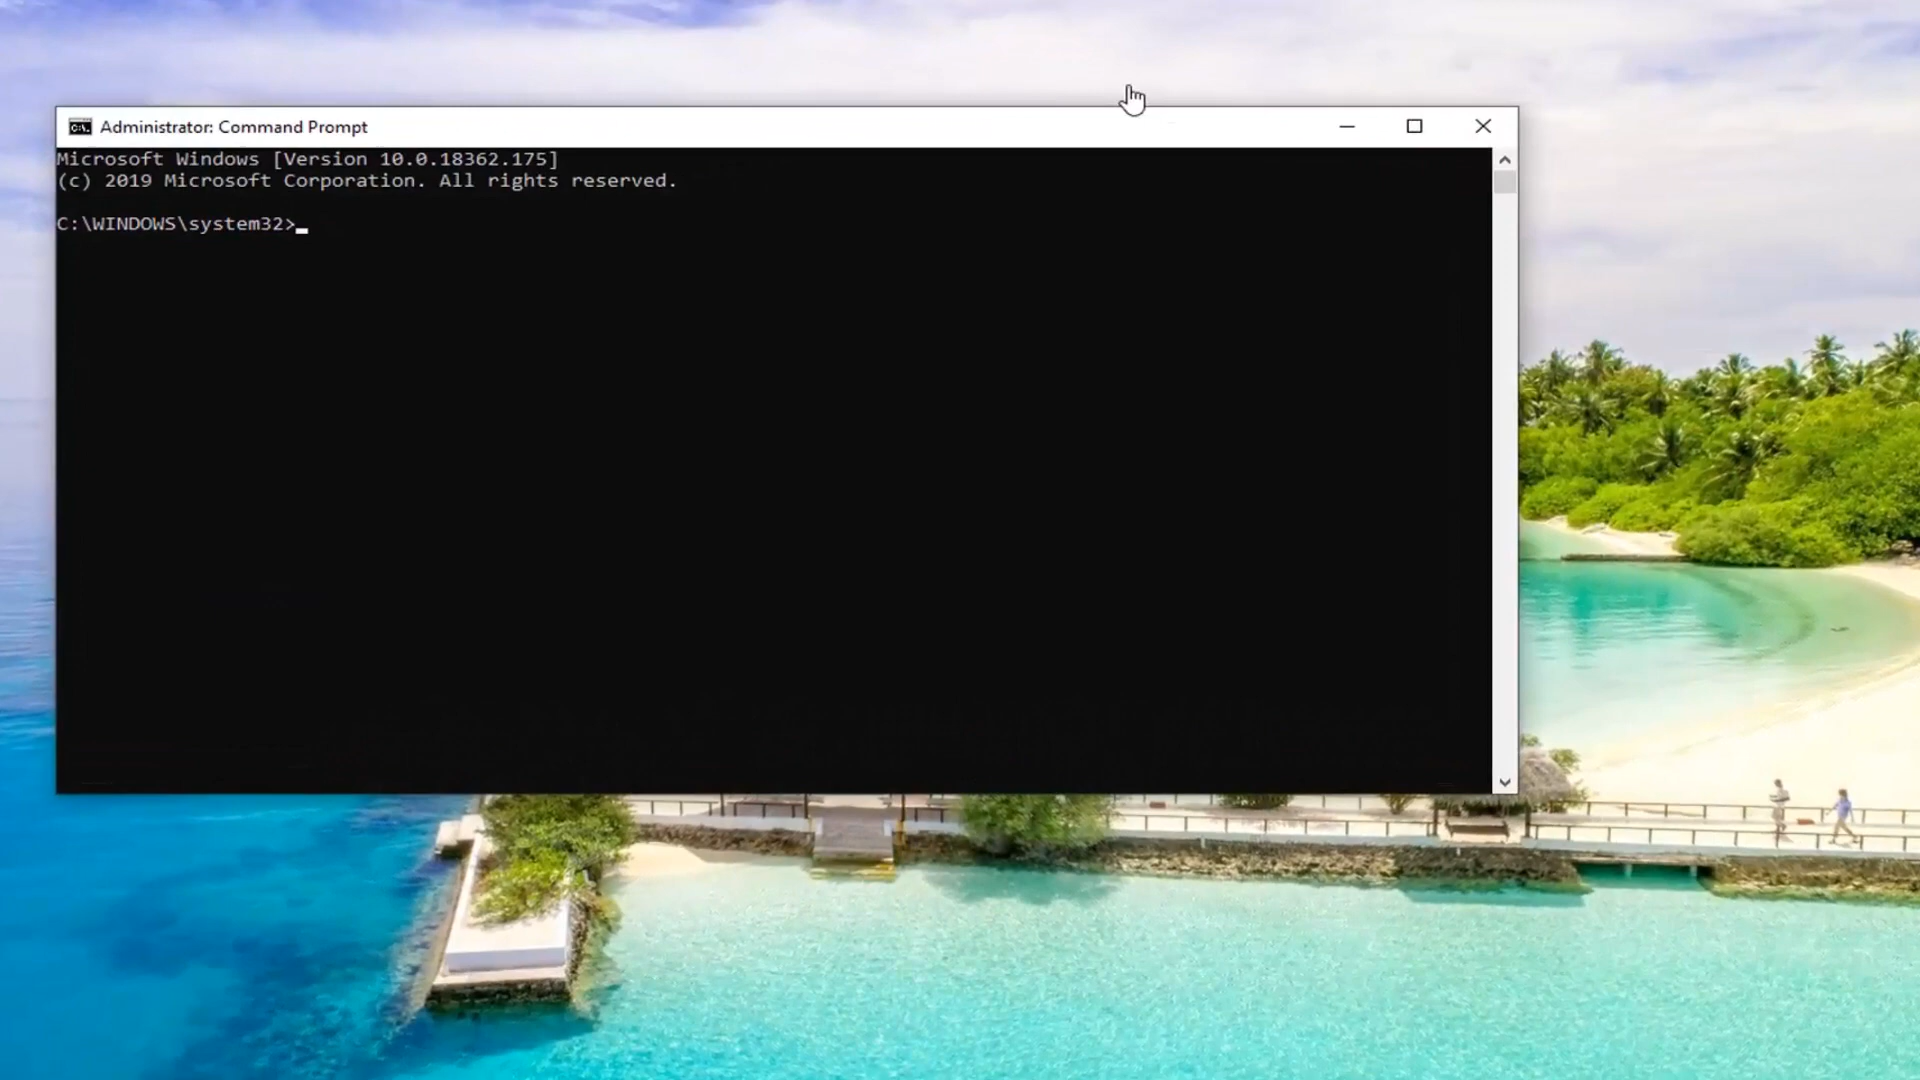 Administrator: Command Prompt
Microsoft Windows [Version 10.0.18362.175]
(c) 2019 Microsoft Corporation. All rights reserved.
C:\WINDOWS\system32>